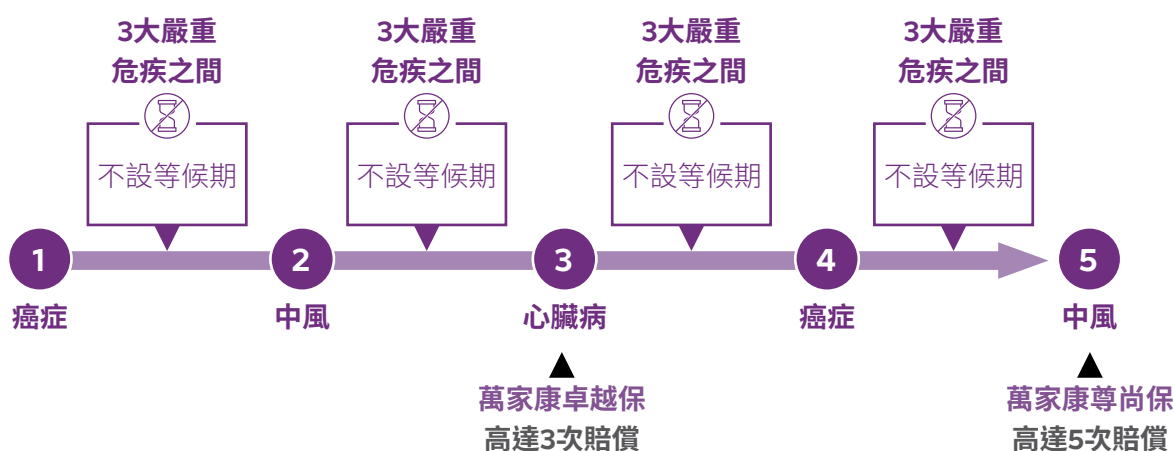 3大嚴重
危疾之間
不設等候期
3大嚴重
危疾之間
不設等候期
3大嚴重
危疾之間
不設等候期
3大嚴重
危疾之間
不設等候期
1
2
3
4
5
癌症
中風
心臟病
癌症
中風
萬家康卓越保
高達3次賠償
萬家康尊尚保
高達5次賠償